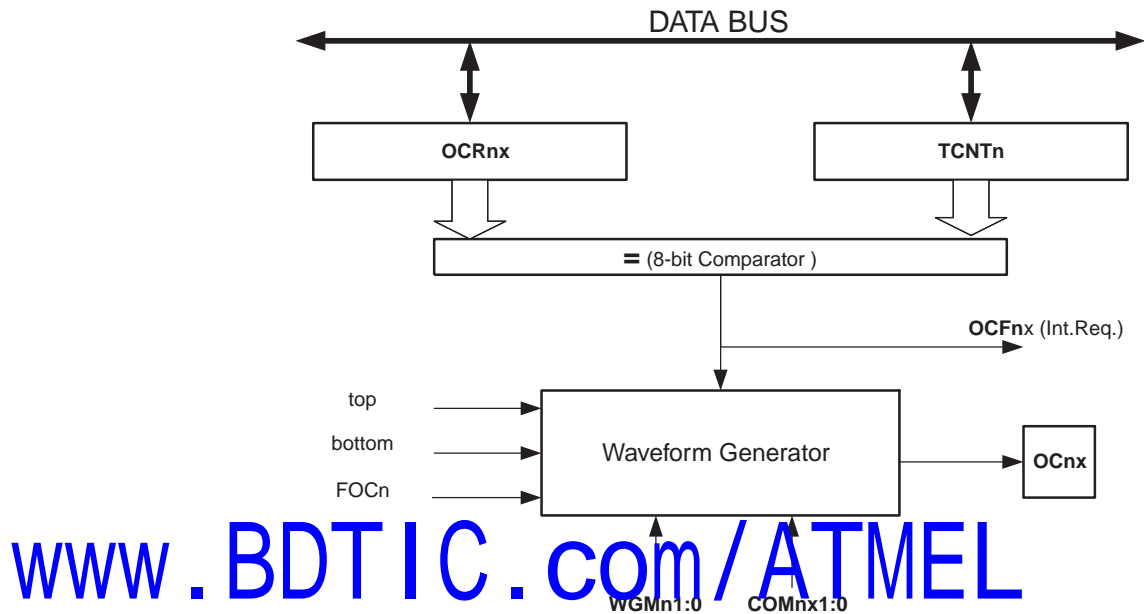 DATA BUS
OCRnx
TCNTn
= (8-bit Comparator )
OCFnx (Int.Req.)
top
bottom
FOCn
Waveform Generator
OCnx
www.BDTIC.com/ATMEL
WGMn1:0
COMnx1:0